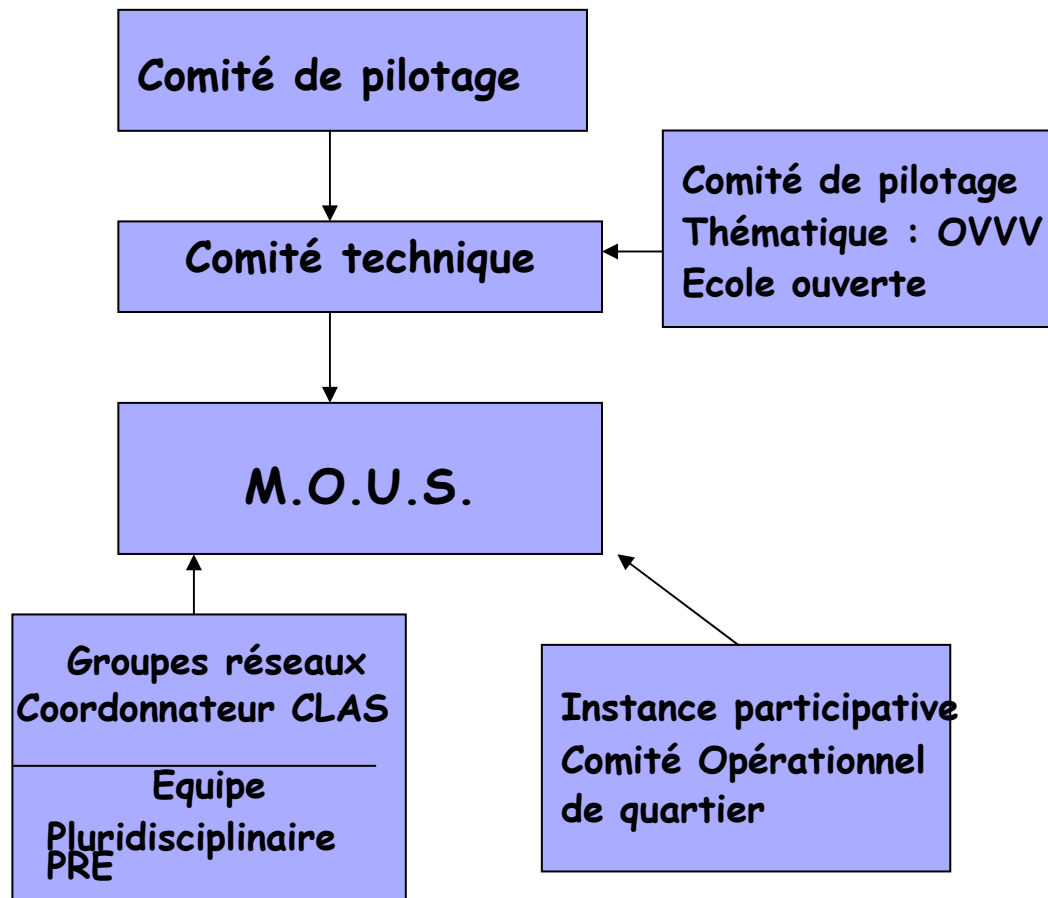 Comité de pilotage
Comité de pilotage
Thématique : OVVV
Ecole ouverte
Comité technique
M.O.U.S.
Groupes réseaux
Coordonnateur CLAS
Equipe
Pluridisciplinaire
PRE
Instance participative
Comité Opérationnel
de quartier